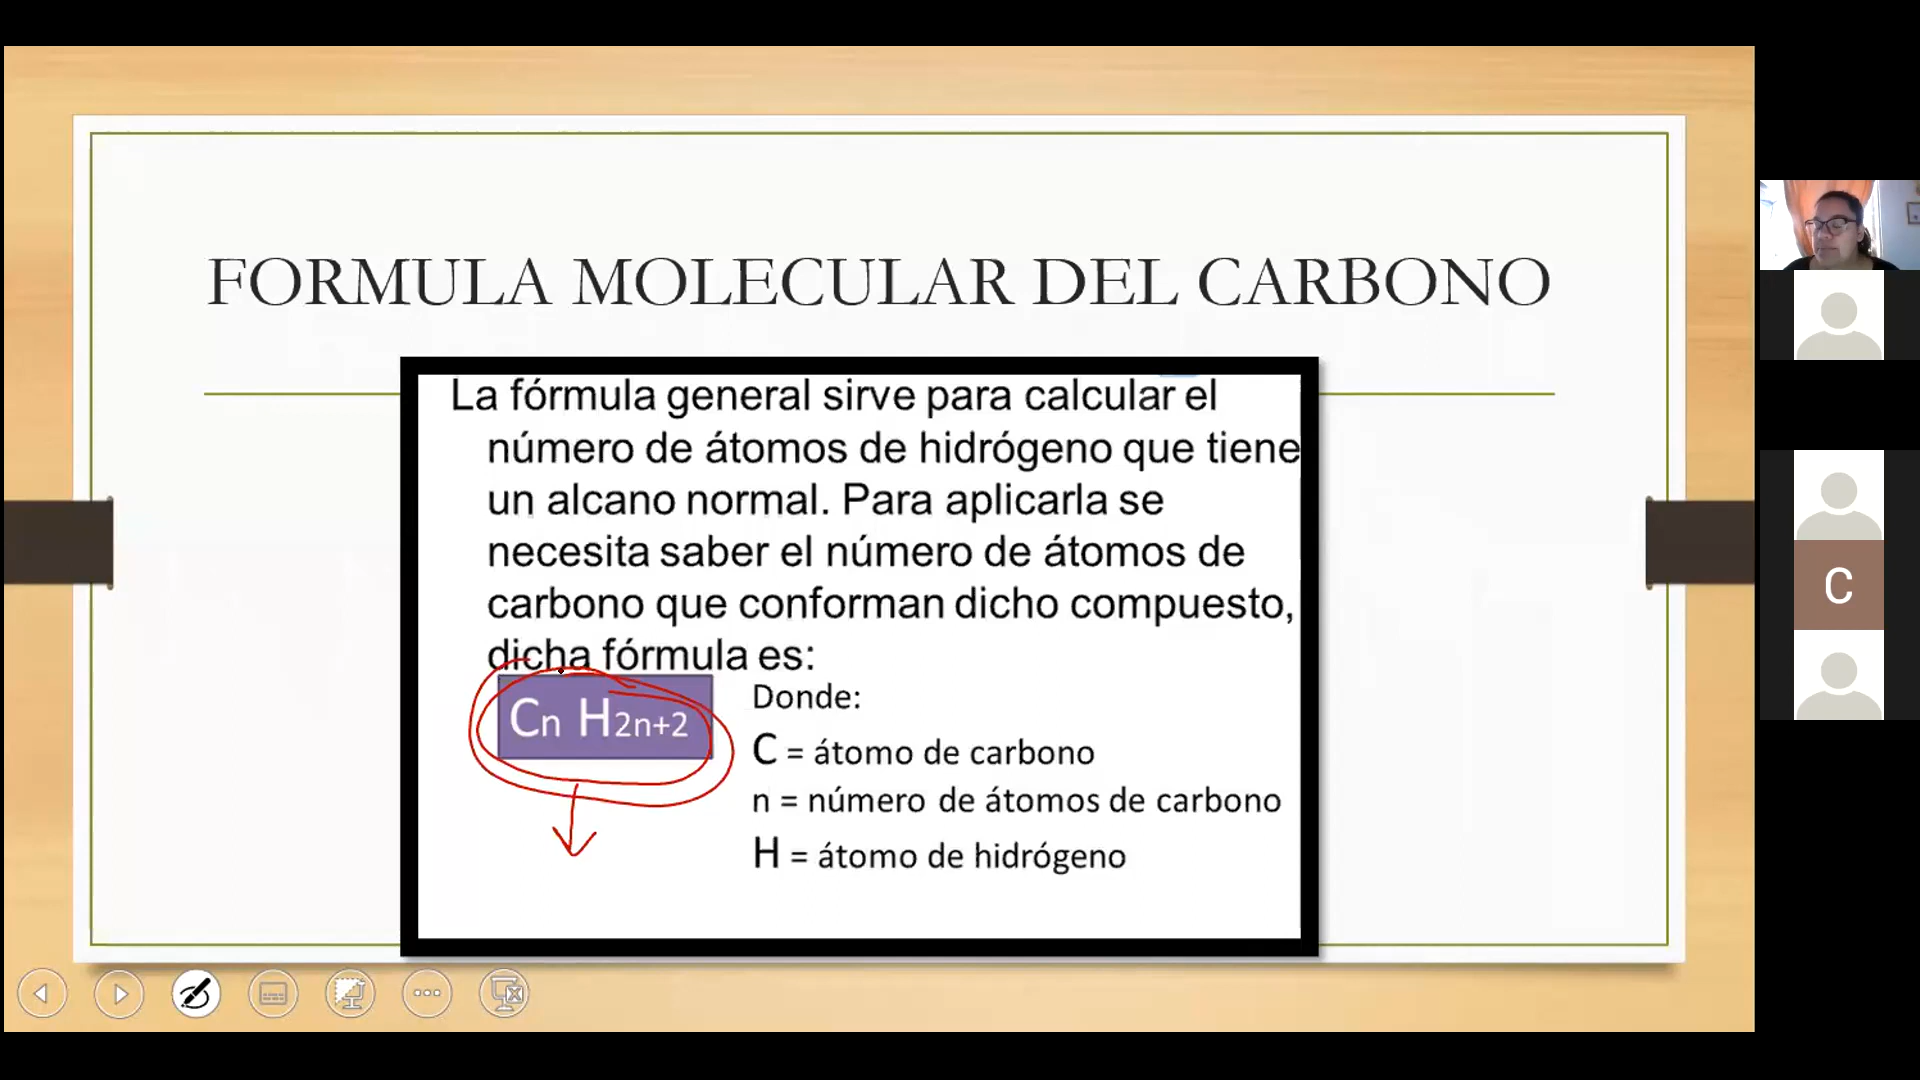 FORMULA MOLECULAR DEL CARBONO
La fórmula general sirve para calcular el
número de átomos de hidrógeno que tiene
un alcano normal. Para aplicarla se
necesita saber el número de átomos de
carbono que conforman dicho compuesto,
dicha fórmula es:
Cn H2n+2
Donde:
C = átomo de carbono
n = número de átomos de carbono
H = átomo de hidrógeno
C